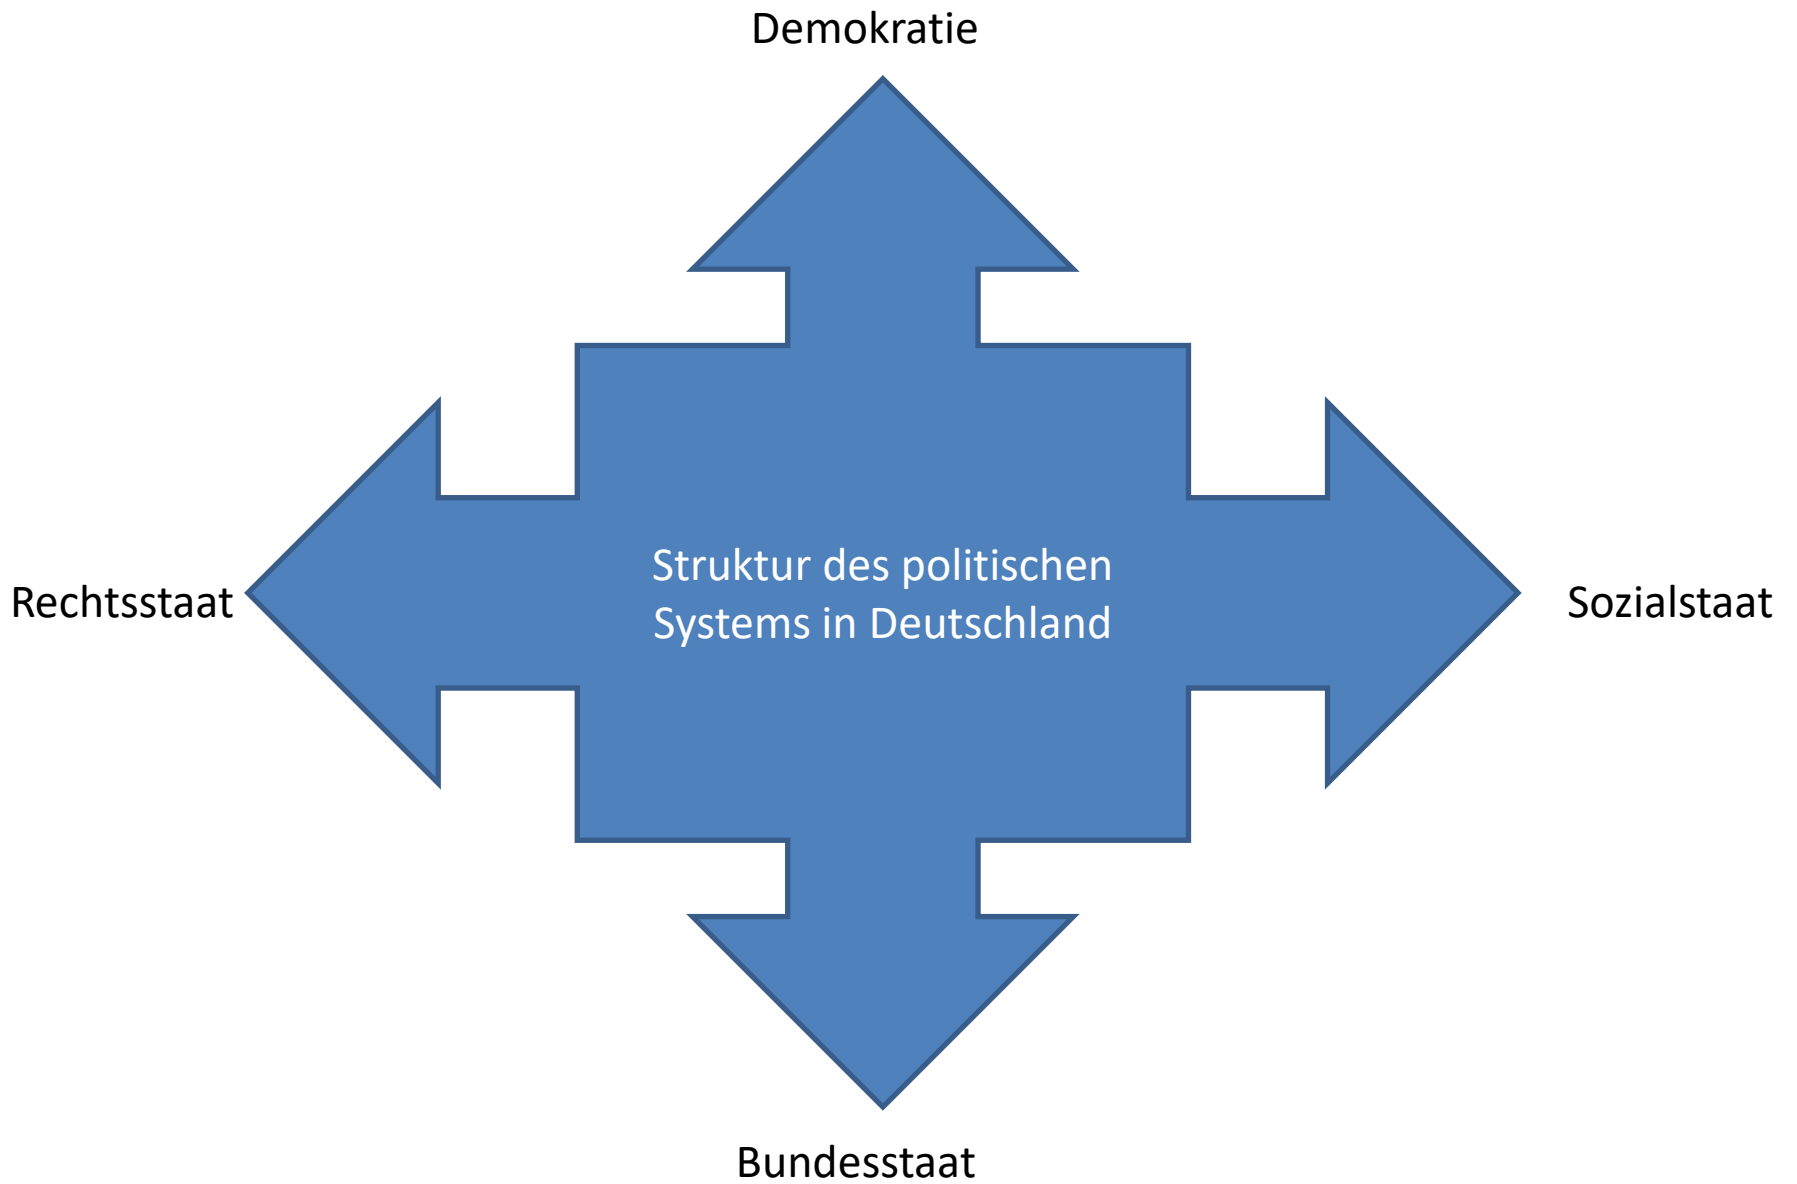 Demokratie
Struktur des politischen
Systems in Deutschland
Rechtsstaat
Sozialstaat
Bundesstaat